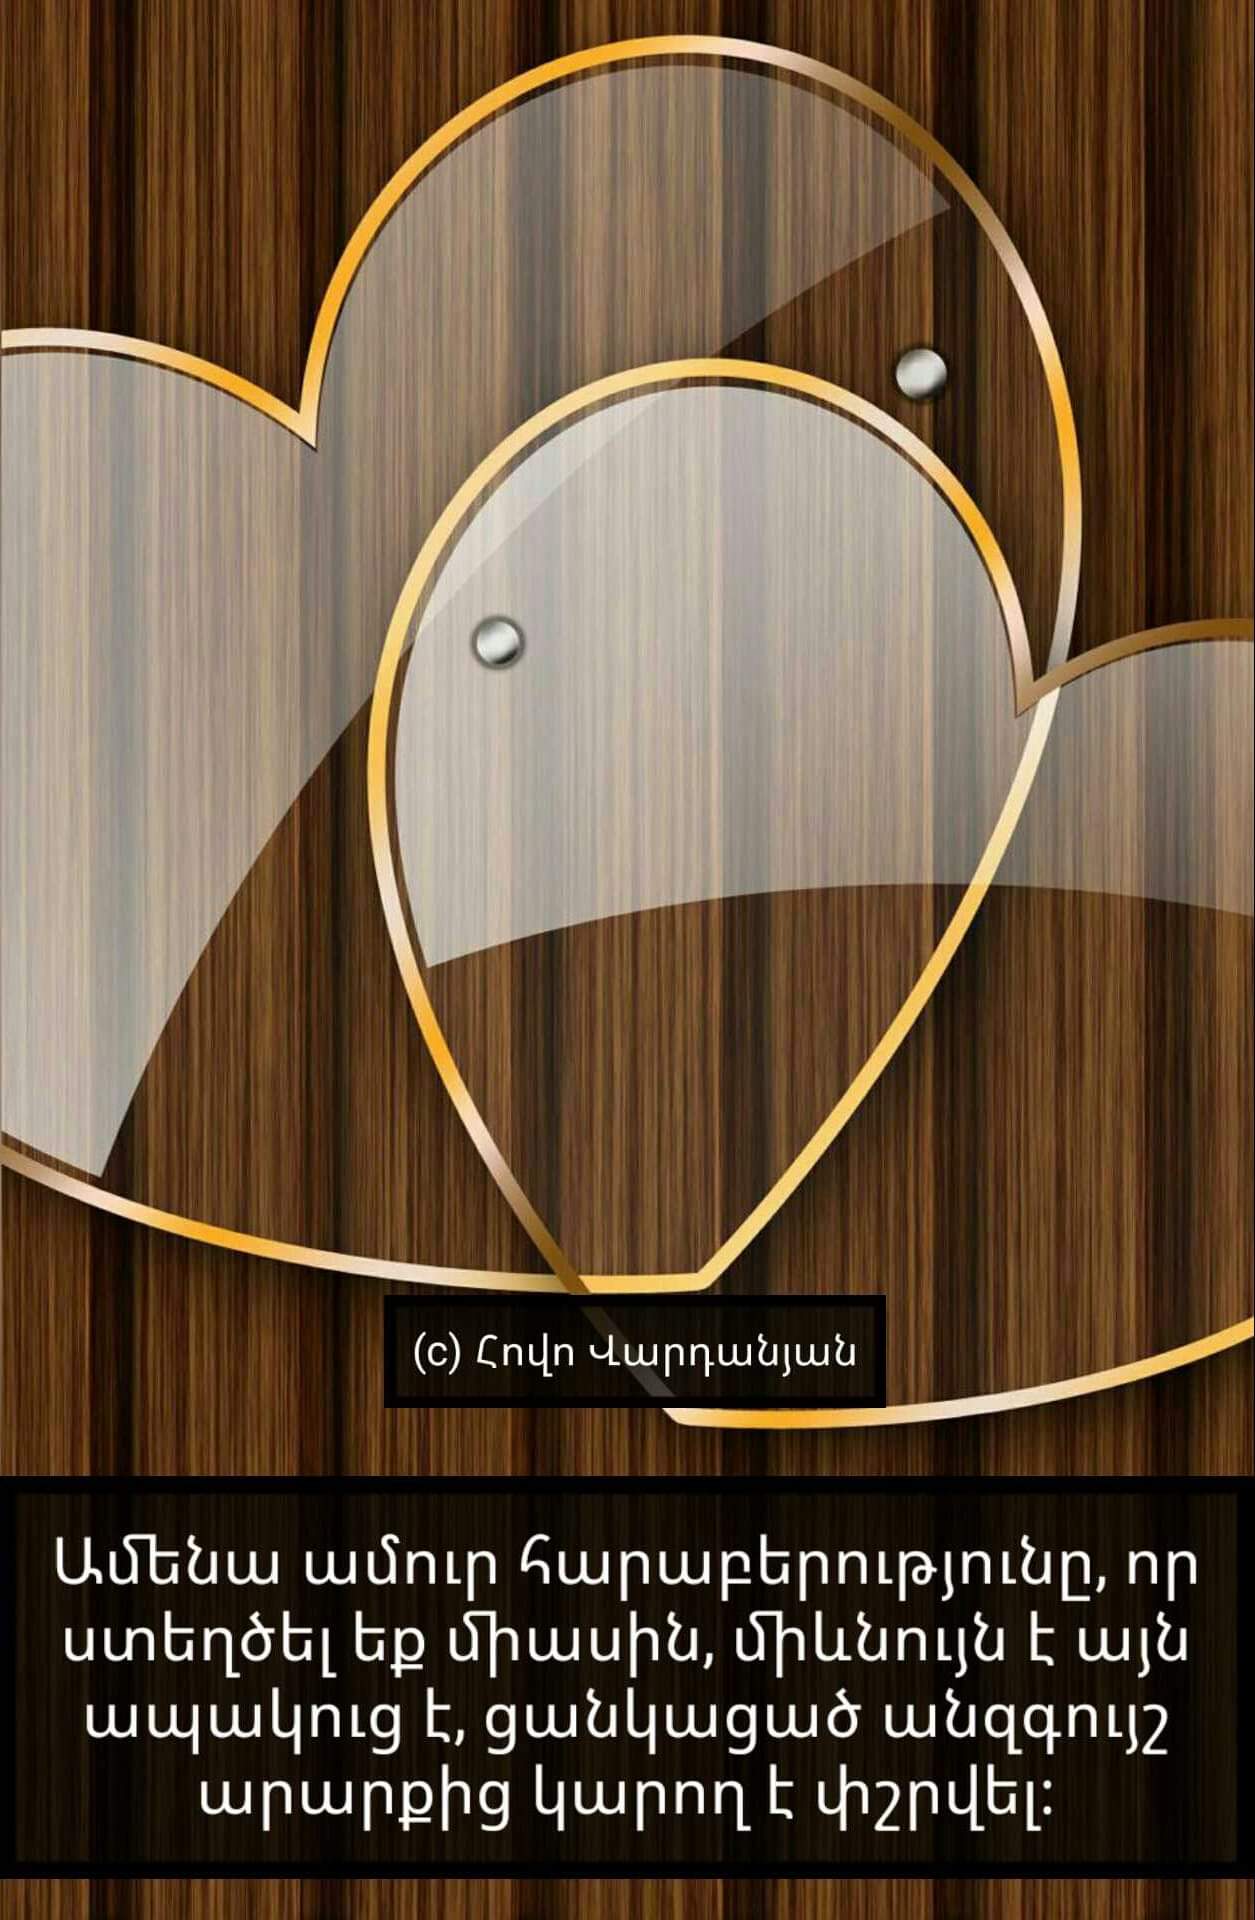 (c) Հովո Վարդանյան
Ամենա ամուր հարաբերությունը, որ
ստեղծել եք միասին, միևնույն է այն
ապակուց է, ցանկացած անզգույշ
արարքից կարող է փշրվել: